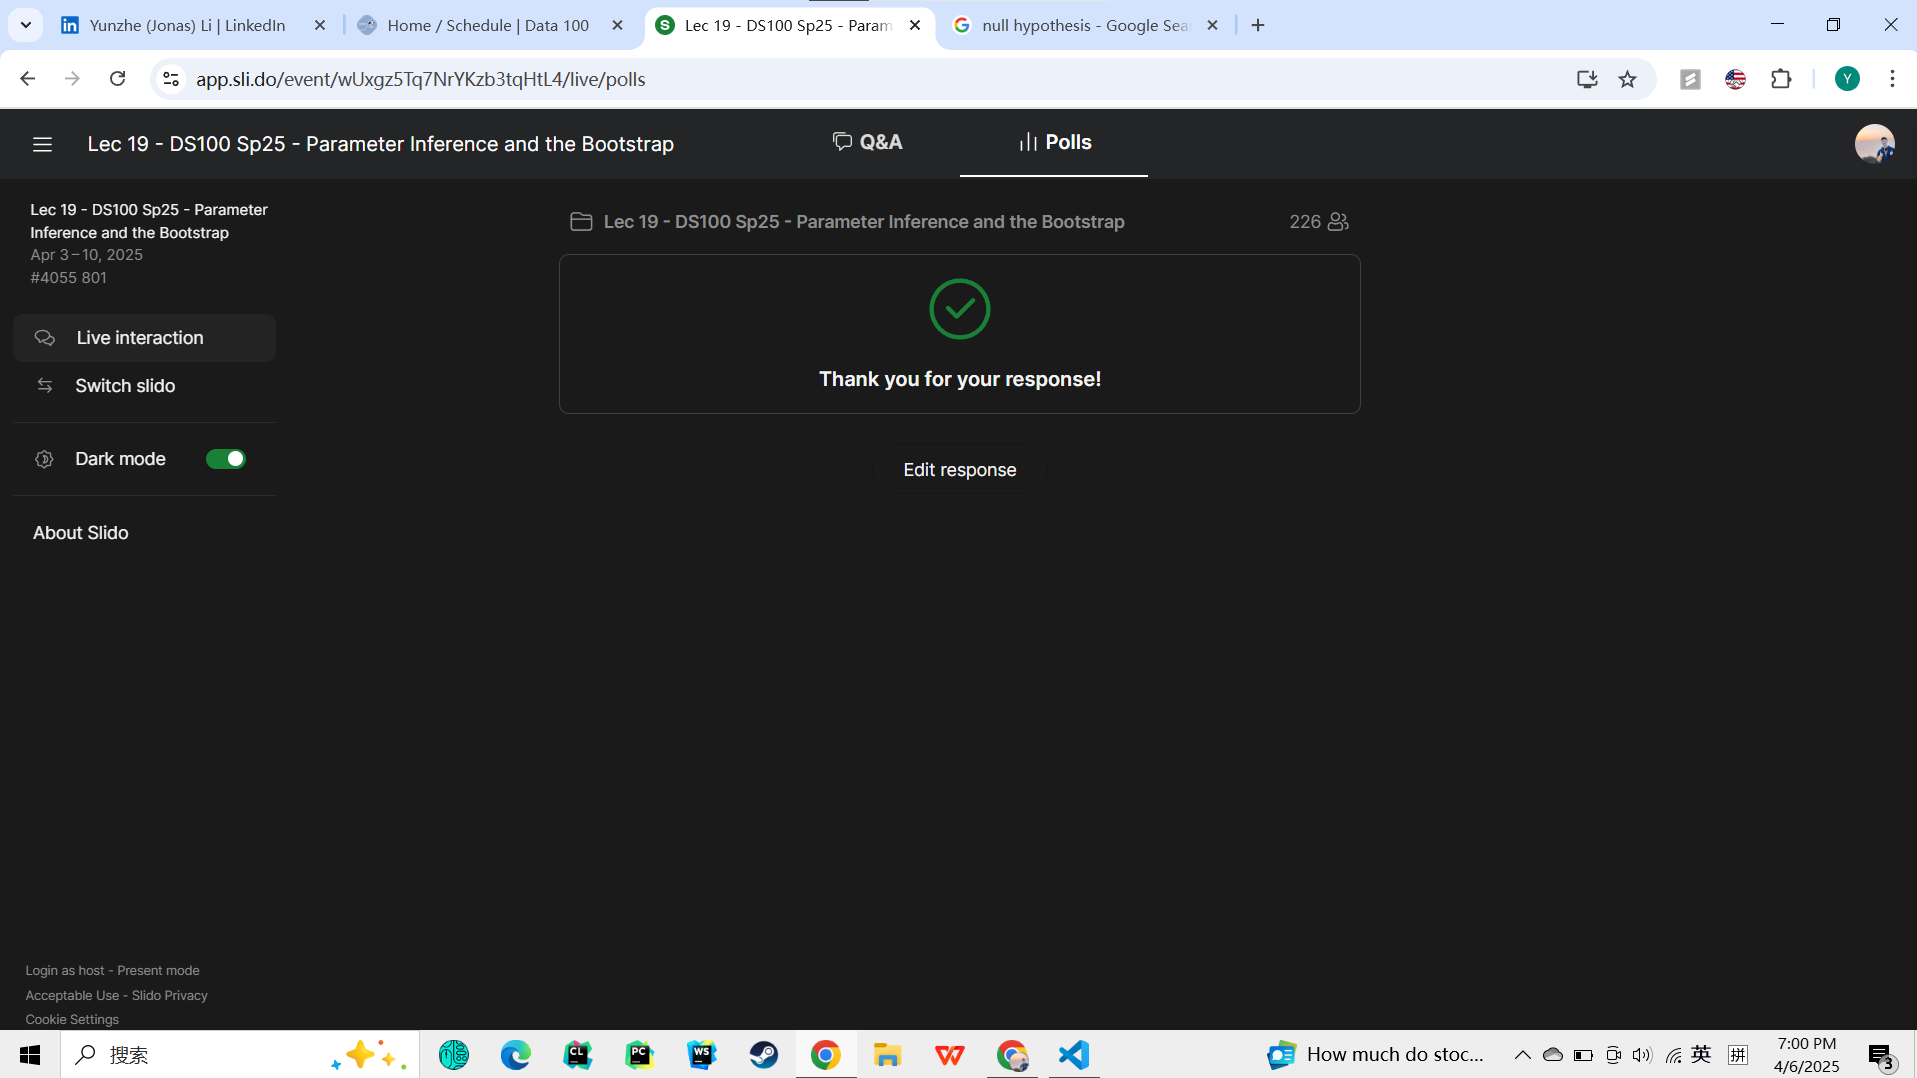 Yunzhe (Jonas) Li | LinkedIn
Home / Schedule | Data 100
Lec 19 - DS100 Sp25 - Param
null hypothesis - Google Sea
app.sli.do/event/wUxgz5Tq7NrYKzb3tqHtL4/live/polls
Y
Lec 19 - DS100 Sp25 - Parameter Inference and the Bootstrap
Q&A
Polls
Lec 19 - DS100 Sp25 - Parameter
Inference and the Bootstrap
Apr 3 – 10, 2025
#4055 801
Live interaction
Switch slido
Dark mode
About Slido
Lec 19 - DS100 Sp25 - Parameter Inference and the Bootstrap
226
Thank you for your response!
Edit response
Login as host - Present mode
Acceptable Use - Slido Privacy
Cookie Settings
搜索
CL
PC
WS
How much do stoc...
英
拼
7:00 PM
4/6/2025
3